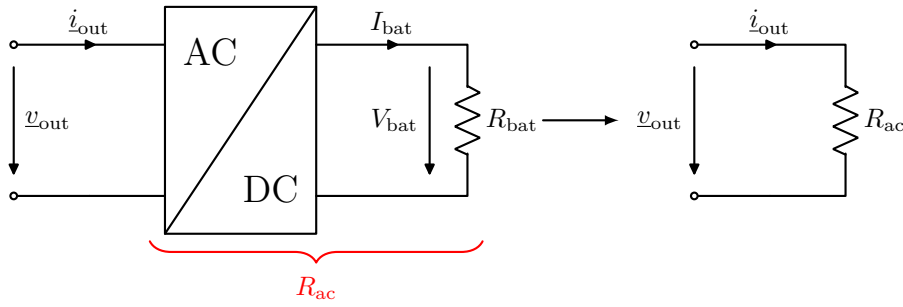 i_out I_bat i_out
AC
v_out V_bat R_bat v_out R_ac
DC
R_ac